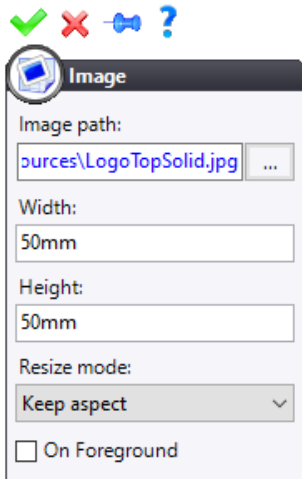 Image
Image path:
ources\LogoTopSolid.jpg ...
Width:
50mm
Height:
50mm
Resize mode:
Keep aspect
On Foreground